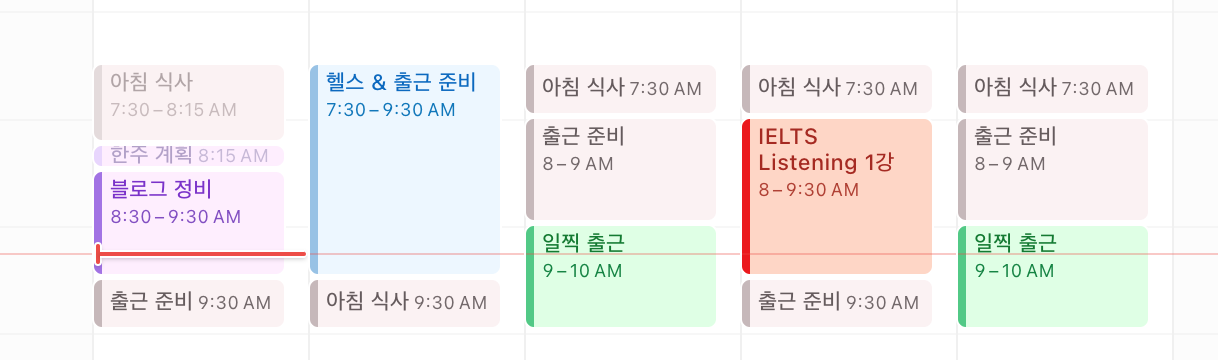 아침 식사
7:30 – 8:15 AM
한주 계획 8:15 AM
블로그 정비
8:30 – 9:30 AM
출근 준비 9:30 AM
헬스 & 출근 준비
7:30 – 9:30 AM
아침 식사 9:30 AM
아침 식사 7:30 AM
출근 준비
8 – 9 AM
일찍 출근
9 – 10 AM
아침 식사 7:30 AM
IELTS
Listening 1강
8 – 9:30 AM
출근 준비 9:30 AM
아침 식사 7:30 AM
출근 준비
8 – 9 AM
일찍 출근
9 – 10 AM